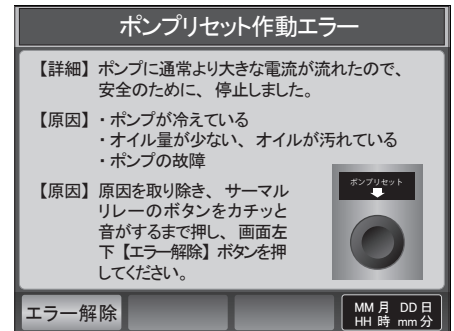 ポンプリセット作動エラー
【詳細】ポンプに通常より大きな電流が流れたので、
安全のために、停止しました。
【原因】・ポンプが冷えている
・オイル量が少ない、オイルが汚れている
・ポンプの故障
【原因】原因を取り除き、サーマル
リレーのボタンをカチッと
音がするまで押し、画面左
下【エラー解除】ボタンを押
してください。
ポンプリセット
エラー解除
MM月 DD日
HH時 mm分